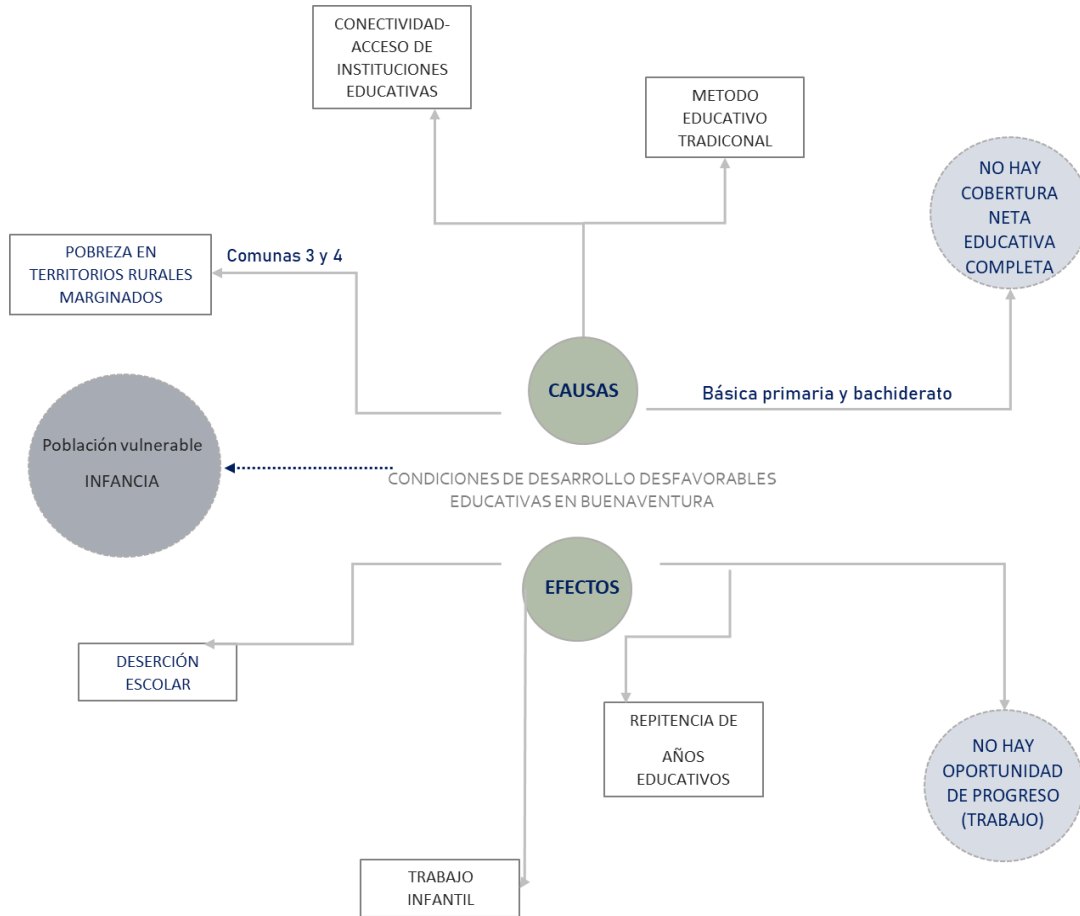 CONECTIVIDAD-
ACCESO DE
INSTITUCIONES
EDUCATIVAS
METODO
EDUCATIVO
TRADICONAL
NO HAY
COBERTURA
NETA
EDUCATIVA
COMPLETA
POBREZA EN
TERRITORIOS RURALES
MARGINADOS
Comunas 3 y 4
CAUSAS
Básica primaria y bachiderato
Población vulnerable
INFANCIA
CONDICIONES DE DESARROLLO DESFAVORABLES
EDUCATIVAS EN BUENAVENTURA
EFECTOS
DESERCIÓN
ESCOLAR
REPITENCIA DE
AÑOS
EDUCATIVOS
NO HAY
OPORTUNIDAD
DE PROGRESO
(TRABAJO)
TRABAJO
INFANTIL